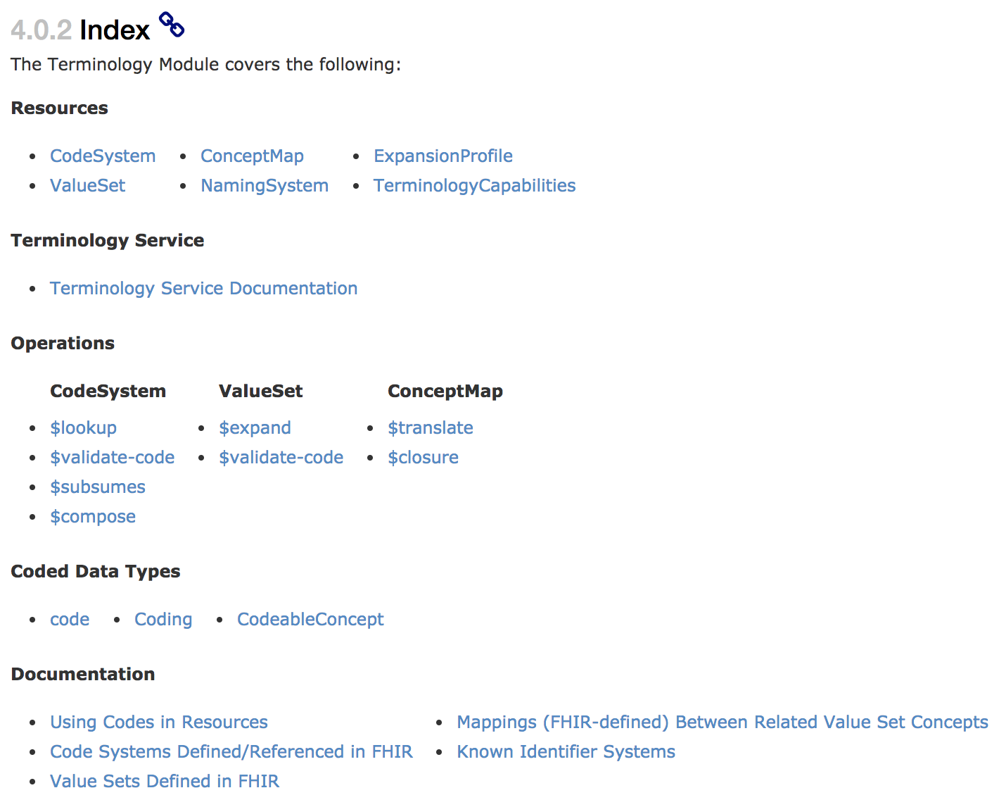 4.0.2 Index
The Terminology Module covers the following:
Resources
• CodeSystem • ConceptMap • ExpansionProfile
• ValueSet • NamingSystem • TerminologyCapabilities
Terminology Service
• Terminology Service Documentation
Operations
CodeSystem ValueSet ConceptMap
• $lookup • $expand • $translate
• $validate-code • $validate-code • $closure
• $subsumes
• $compose
Coded Data Types
• code • Coding • CodeableConcept
Documentation
• Using Codes in Resources • Mappings (FHIR-defined) Between Related Value Set Concepts
• Code Systems Defined/Referenced in FHIR • Known Identifier Systems
• Value Sets Defined in FHIR